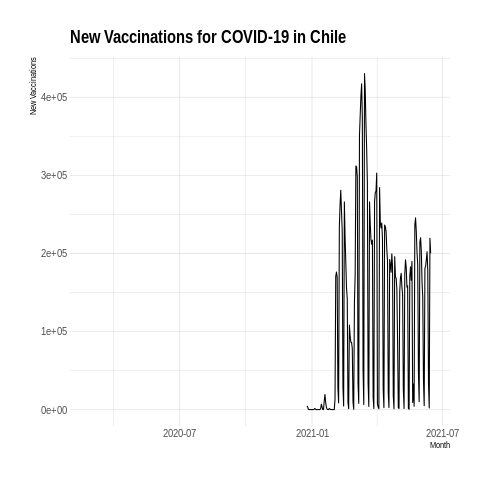 New Vaccinations for COVID-19 in Chile
New Vaccinations
4e+05
3e+05
2e+05
1e+05
0e+00
2020-07
2021-01
2021-07
Month